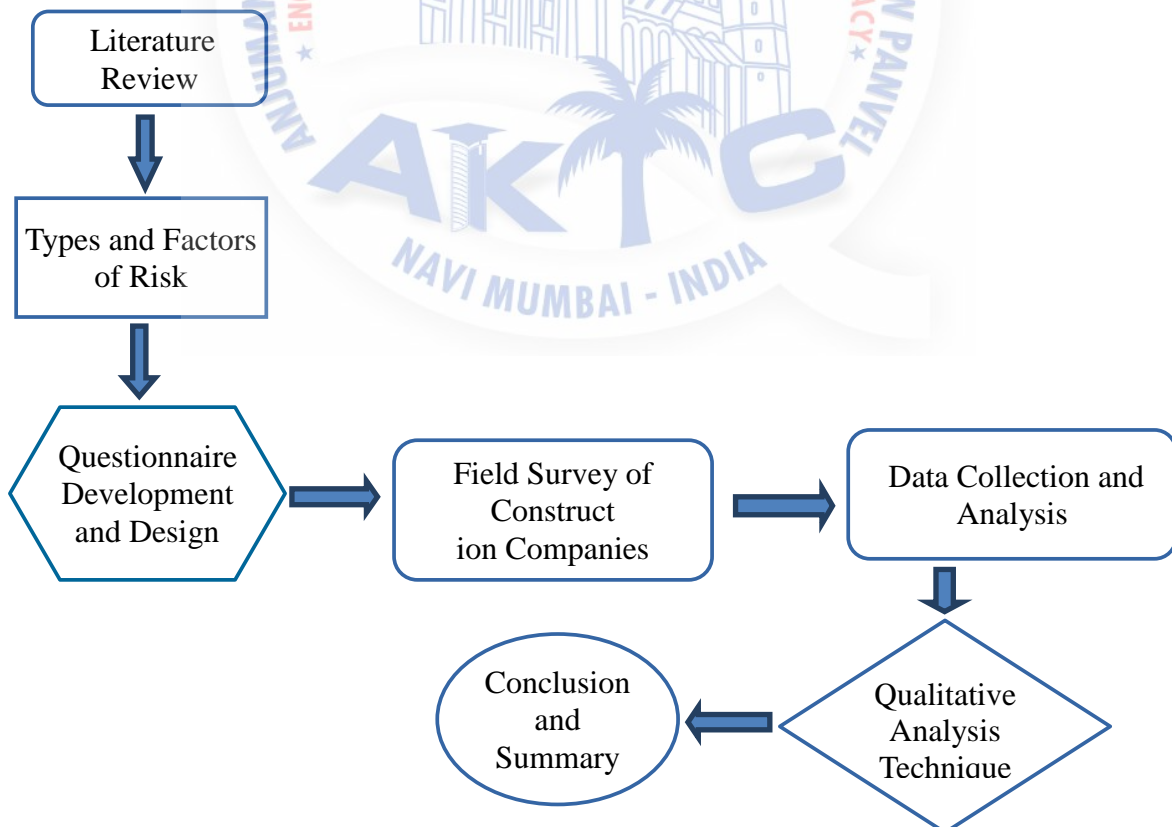 Literature
Review
Types and Factors
of Risk
Questionnaire
Development
and Design
Field Survey of
Construct
ion Companies
Data Collection and
Analysis
Qualitative
Analysis
Technique
Conclusion
and
Summary
AKTC
NAVI MUMBAI - INDIA
PANVEL